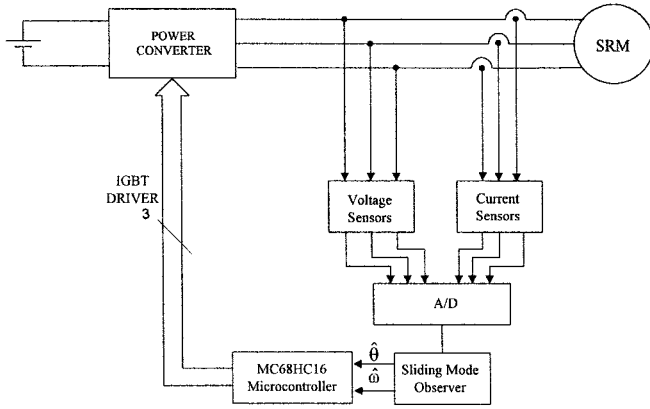 POWER
CONVERTER
SRM
IGBT
DRIVER
3
Voltage
Sensors
Current
Sensors
A/D
MC68HC16
Microcontroller
θ̂
ω̂
Sliding Mode
Observer